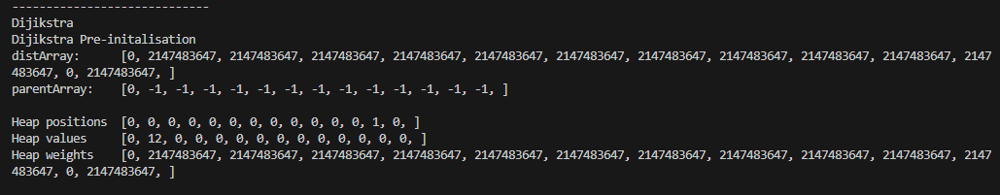 -----------------------------
Dijikstra
Dijikstra Pre-initalisation
distArray: [0, 2147483647, 2147483647, 2147483647, 2147483647, 2147483647, 2147483647, 2147483647, 2147483647, 2147483647, 2147483647, 2147
483647, 0, 2147483647, ]
parentArray: [0, -1, -1, -1, -1, -1, -1, -1, -1, -1, -1, -1, -1, -1, ]
Heap positions [0, 0, 0, 0, 0, 0, 0, 0, 0, 0, 0, 0, 1, 0, ]
Heap values [0, 12, 0, 0, 0, 0, 0, 0, 0, 0, 0, 0, 0, 0, ]
Heap weights [0, 2147483647, 2147483647, 2147483647, 2147483647, 2147483647, 2147483647, 2147483647, 2147483647, 2147483647, 2147483647, 2147
483647, 0, 2147483647, ]